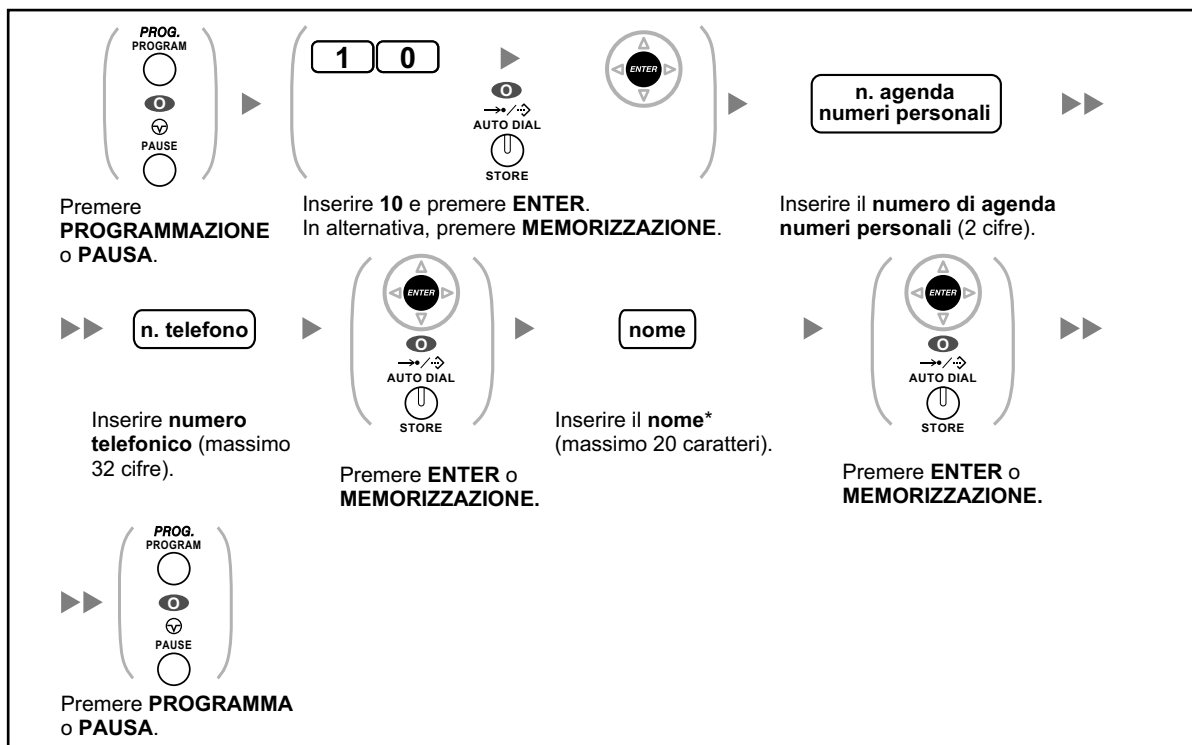 PROG.
PROGRAM
O
PAUSE
Premere
PROGRAMMAZIONE
o PAUSA.
1 0
ENTER
O
AUTO DIAL
STORE
Inserire 10 e premere ENTER.
In alternativa, premere MEMORIZZAZIONE.
n. agenda
numeri personali
Inserire il numero di agenda
numeri personali (2 cifre).
n. telefono
Inserire numero
telefonico (massimo
32 cifre).
ENTER
O
AUTO DIAL
STORE
Premere ENTER o
MEMORIZZAZIONE.
nome
Inserire il nome*
(massimo 20 caratteri).
ENTER
O
AUTO DIAL
STORE
Premere ENTER o
MEMORIZZAZIONE.
PROG.
PROGRAM
O
PAUSE
Premere PROGRAMMA
o PAUSA.